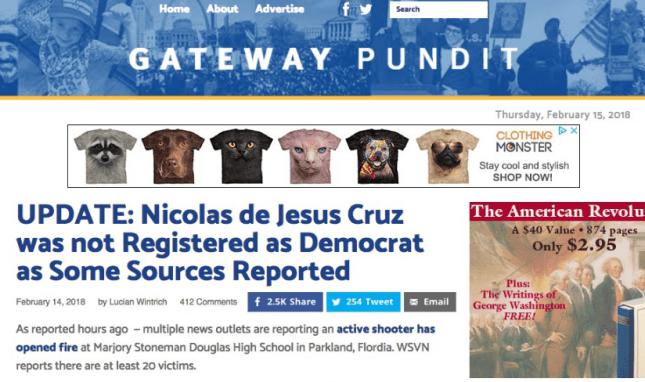 Home About Advertise
Search
GATEWAY PUNDIT
Thursday, February 15, 2018
CLOTHING
MONSTER
Stay cool and stylish
SHOP NOW!
UPDATE: Nicolas de Jesus Cruz
was not Registered as Democrat
as Some Sources Reported
February 14, 2018 by Lucian Wintrich 412 Comments f 2.5K Share 254 Tweet Email
As reported hours ago – multiple news outlets are reporting an active shooter has
opened fire at Marjory Stoneman Douglas High School in Parkland, Flordia. WSVN
reports there are at least 20 victims.
The American Revolu
A $40 Value • 874 pages
Only $2.95
Plus:
The Writings of
George Washington
FREE!